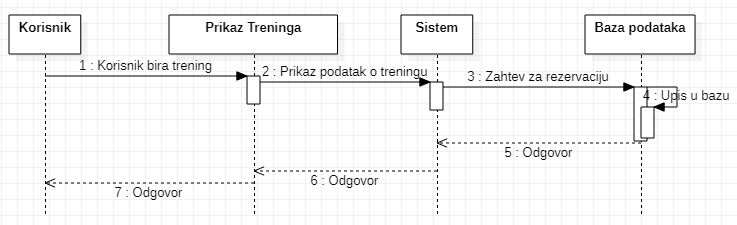 Korisnik
Prikaz Treninga
Sistem
Baza podataka
1 : Korisnik bira trening
2 : Prikaz podatak o treningu
3 : Zahtev za rezervaciju
4 : Upis u bazu
5 : Odgovor
6 : Odgovor
7 : Odgovor